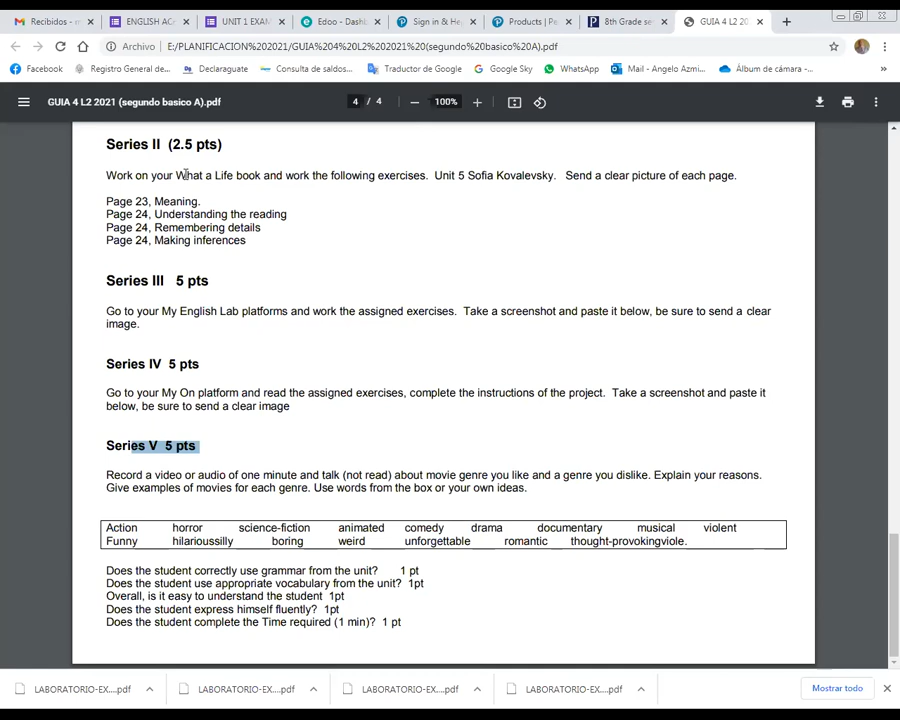 Recibidos — m
ENGLISH AC
UNIT 1 EXAM
Edoo - Dashb
Sign in & He
Products | Pe
8th Grade se
GUIA 4 L2 20
Archivo | E:/PLANIFICACION%202021/GUIA%204%20L2%202021%20(segundo%20basico%20A).pdf
Facebook
Registro General de...
Declaraguate
Consulta de saldos...
Traductor de Google
Google Sky
WhatsApp
Mail - Angelo Azmi...
Álbum de cámara -...
GUIA 4 L2 2021 (segundo basico A).pdf
4 / 4
100%
Series II (2.5 pts)
Work on your What a Life book and work the following exercises. Unit 5 Sofia Kovalevsky. Send a clear picture of each page.
Page 23, Meaning.
Page 24, Understanding the reading
Page 24, Remembering details
Page 24, Making inferences
Series III 5 pts
Go to your My English Lab platforms and work the assigned exercises. Take a screenshot and paste it below, be sure to send a clear
image.
Series IV 5 pts
Go to your My On platform and read the assigned exercises, complete the instructions of the project. Take a screenshot and paste it
below, be sure to send a clear image
Series V 5 pts
Record a video or audio of one minute and talk (not read) about movie genre you like and a genre you dislike. Explain your reasons.
Give examples of movies for each genre. Use words from the box or your own ideas.
Action horror science-fiction animated comedy drama documentary musical violent
Funny hilarioussilly boring weird unforgettable romantic thought-provokingviole.
Does the student correctly use grammar from the unit? 1 pt
Does the student use appropriate vocabulary from the unit? 1pt
Overall, is it easy to understand the student 1pt
Does the student express himself fluently? 1pt
Does the student complete the Time required (1 min)? 1 pt
LABORATORIO-EX....pdf
LABORATORIO-EX....pdf
LABORATORIO-EX....pdf
LABORATORIO-EX....pdf
Mostrar todo